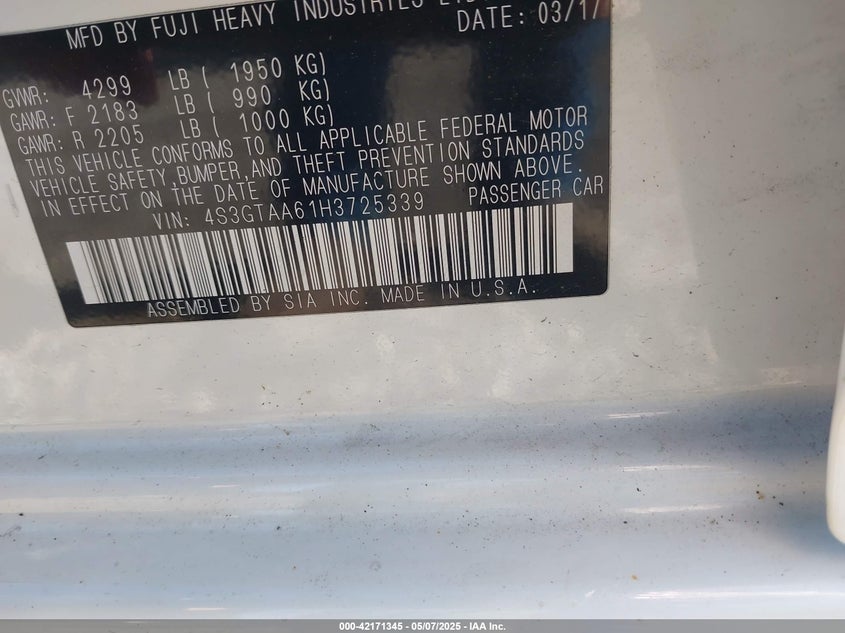 MFD BY FUJI HEAVY INDUSTRIES LTD
DATE: 03/17
GVWR: 4299 LB ( 1950 KG)
GAWR: F 2183 LB ( 990 KG)
GAWR: R 2205 LB ( 1000 KG)
THIS VEHICLE CONFORMS TO ALL APPLICABLE FEDERAL MOTOR
VEHICLE SAFETY,BUMPER,AND THEFT PREVENTION STANDARDS
IN EFFECT ON THE DATE OF MANUFACTURE SHOWN ABOVE.
VIN: 4S3GTAA61H3725339 PASSENGER CAR
ASSEMBLED BY SIA INC. MADE IN U.S.A.
000-42171345 - 05/07/2025 - IAA Inc.